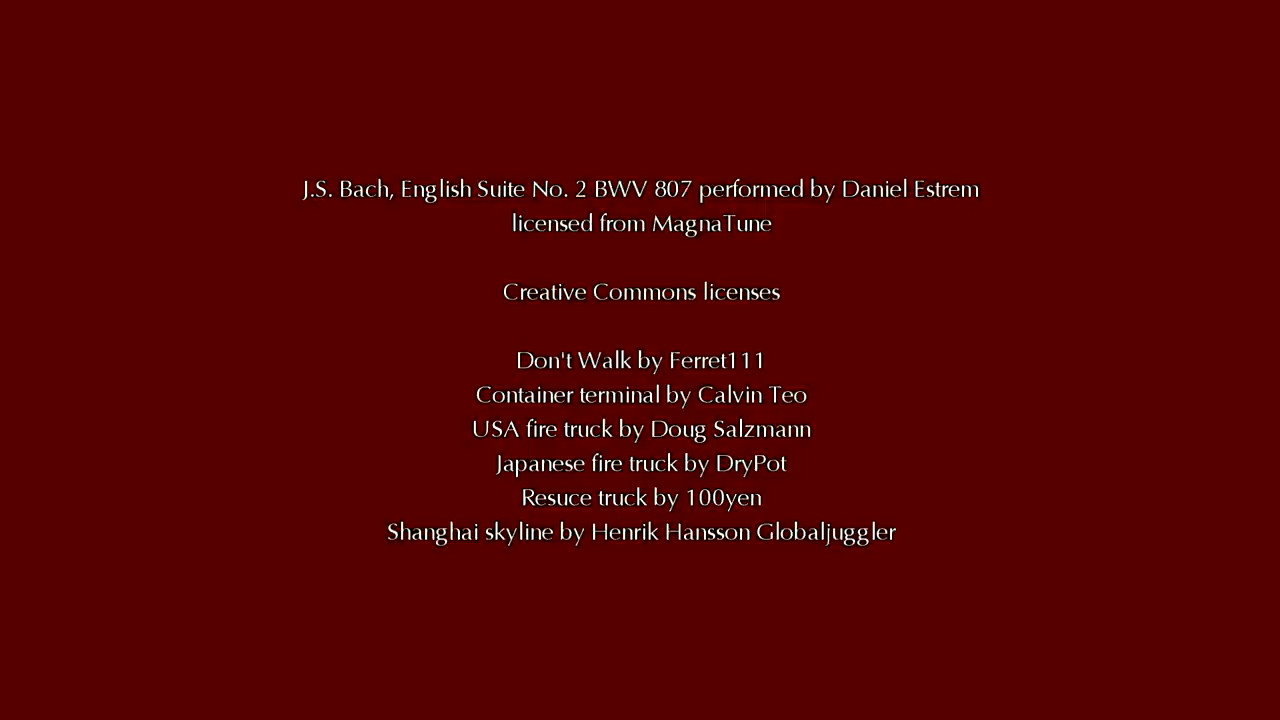 J.S. Bach, English Suite No. 2 BWV 807 performed by Daniel Estrem
licensed from MagnaTune
Creative Commons licenses
Don't Walk by Ferret111
Container terminal by Calvin Teo
USA fire truck by Doug Salzmann
Japanese fire truck by DryPot
Resuce truck by 100yen
Shanghai skyline by Henrik Hansson Globaljuggler